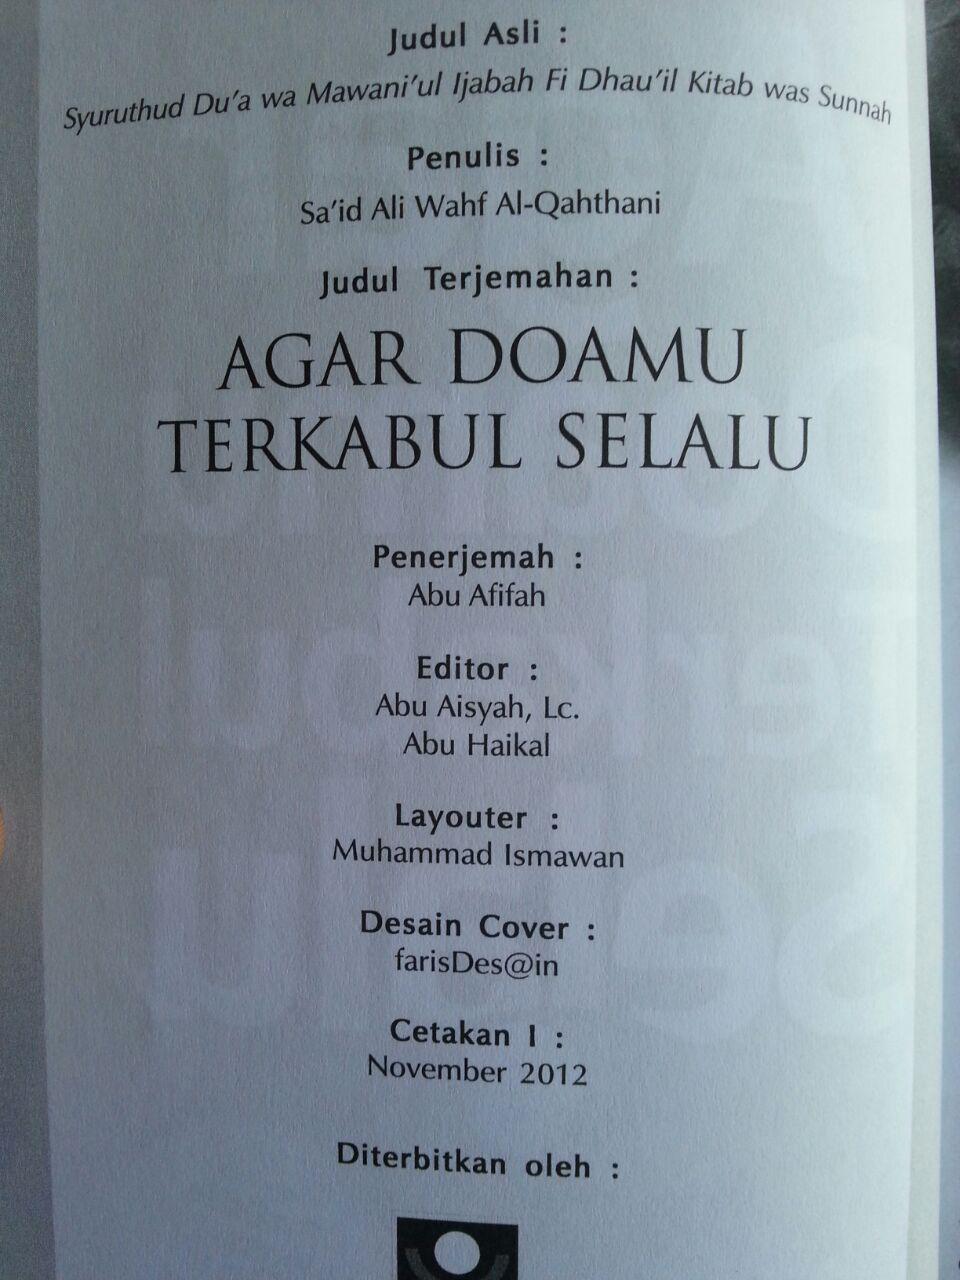 Judul Asli :
Syuruthud Du'a wa Mawani'ul Ijabah Fi Dhau'il Kitab was Sunnah
Penulis :
Sa'id Ali Wahf Al-Qahthani
Judul Terjemahan :
AGAR DOAMU
TERKABUL SELALU
Penerjemah :
Abu Afifah
Editor :
Abu Aisyah, Lc.
Abu Haikal
Layouter :
Muhammad Ismawan
Desain Cover :
farisDes@in
Cetakan I :
November 2012
Diterbitkan oleh :